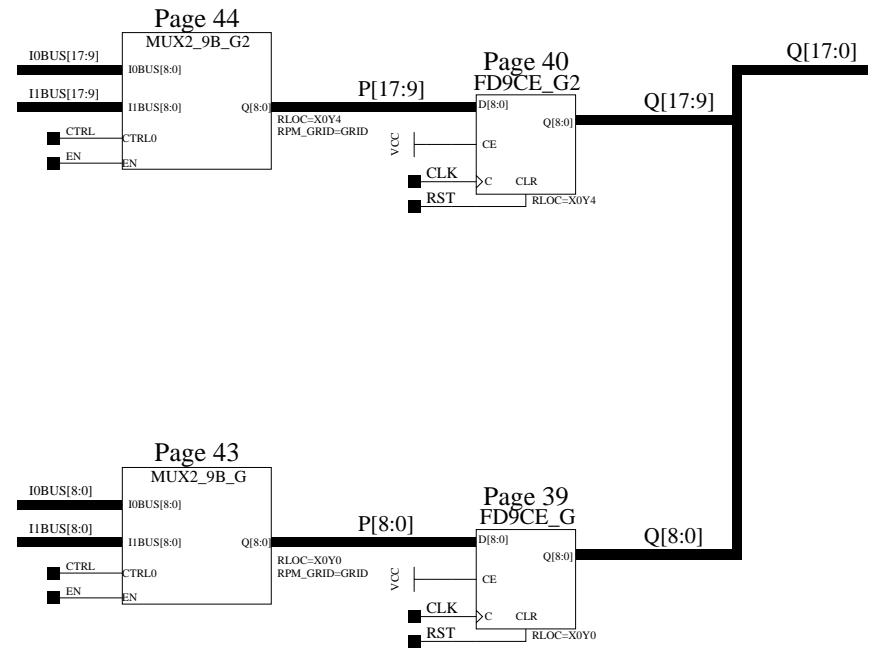 Page 44
MUX2_9B_G2
I0BUS[17:9]
I0BUS[8:0]
I1BUS[17:9]
I1BUS[8:0]
Q[8:0]
CTRL
CTRL0
EN
EN
RLOC=X0Y4
RPM_GRID=GRID
P[17:9]
Page 40
FD9CE_G2
D[8:0]
Q[8:0]
VCC
CE
CLK
C
CLR
RST
RLOC=X0Y4
Q[17:9]
Q[17:0]
Page 43
MUX2_9B_G
I0BUS[8:0]
I0BUS[8:0]
I1BUS[8:0]
I1BUS[8:0]
Q[8:0]
CTRL
CTRL0
EN
EN
RLOC=X0Y0
RPM_GRID=GRID
P[8:0]
Page 39
FD9CE_G
D[8:0]
Q[8:0]
VCC
CE
CLK
C
CLR
RST
RLOC=X0Y0
Q[8:0]